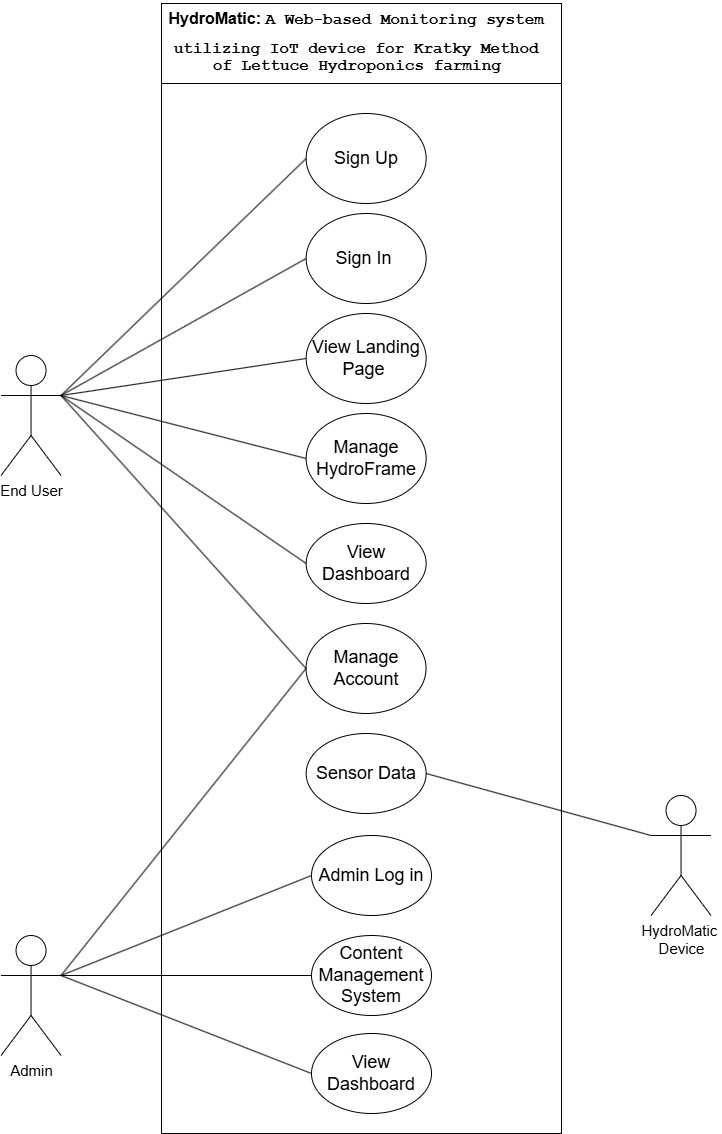 HydroMatic: A Web-based Monitoring system
utilizing IoT device for Kratky Method
of Lettuce Hydroponics farming
Sign Up
Sign In
View Landing
Page
Manage
HydroFrame
End User
View
Dashboard
Manage
Account
Sensor Data
Admin Log in
HydroMatic
Device
Content
Management
System
Admin
View
Dashboard